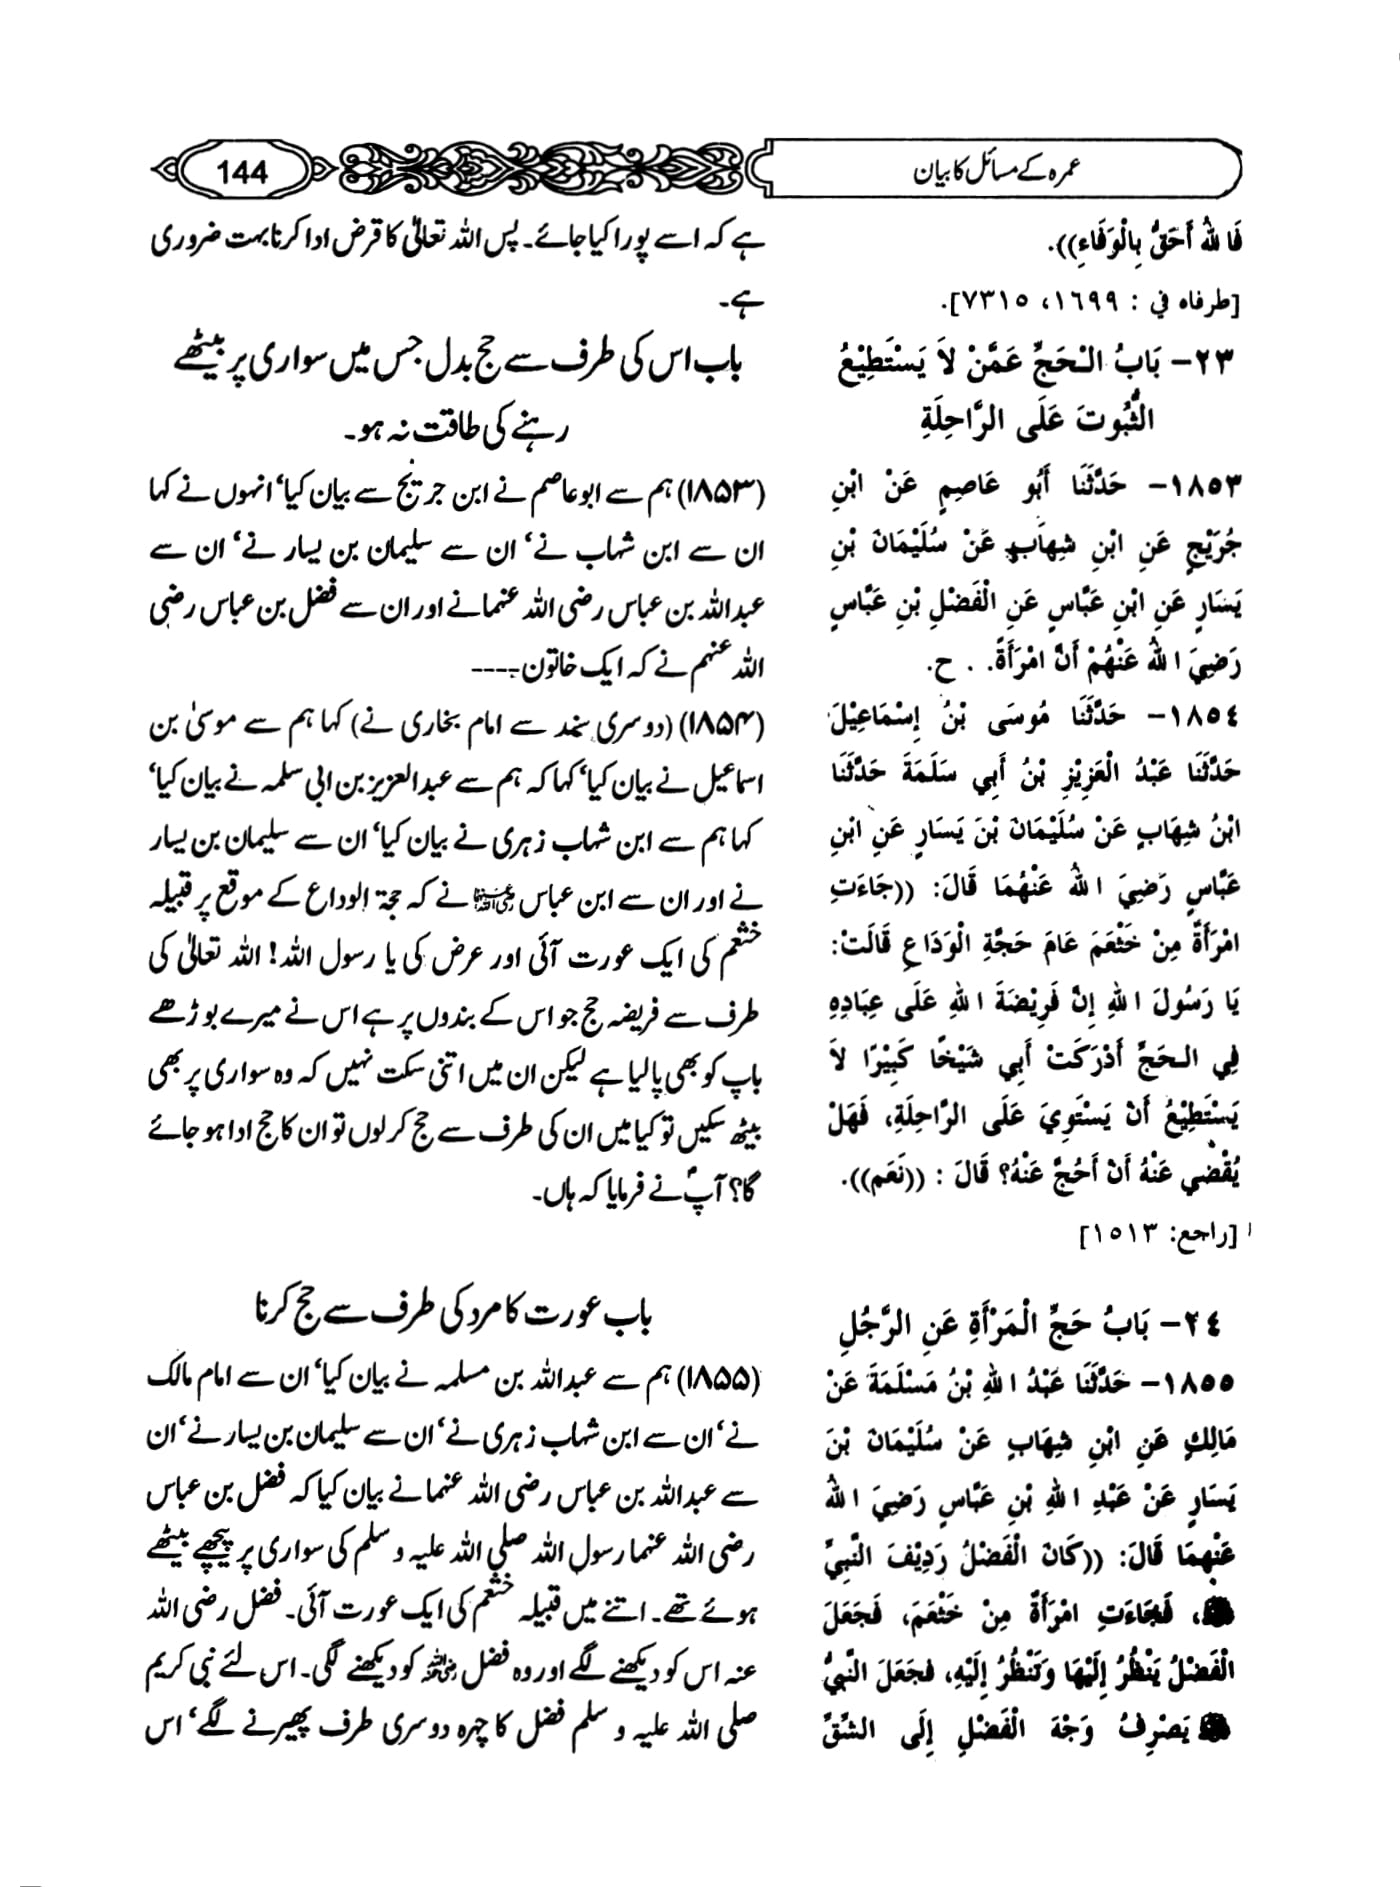 عمرہ کے مسائل کا بیان
144
فَاللهُ أَحَقُّ بِالْوَفَاءِ)).
[طرفاه في : ١٦٩٩، ٧٣١٥].
٢٣- بَابُ الْحَجِّ عَمَّنْ لاَ يَسْتَطِيْعُ
الثُّبُوتَ عَلَى الرَّاحِلَةِ
١٨٥٣- حَدَّثَنَا أَبُو عَاصِمٍ عَنْ ابْنِ
جُرَيْجٍ عَنِ ابْنِ شِهَابٍ عَنْ سُلَيْمَانَ بْنِ
يَسَارٍ عَنِ ابْنِ عَبَّاسٍ عَنِ الْفَضْلِ بْنِ عَبَّاسٍ
رَضِيَ اللهُ عَنْهُمْ أَنَّ امْرَأَةً. . ح.
١٨٥٤- حَدَّثَنَا مُوسَى بْنُ إِسْمَاعِيْلَ
حَدَّثَنَا عَبْدُ الْعَزِيْزِ بْنُ أَبِي سَلَمَةَ حَدَّثَنَا
ابْنُ شِهَابٍ عَنْ سُلَيْمَانَ بْنَ يَسَارٍ عَنِ ابْنِ
عَبَّاسٍ رَضِيَ اللهُ عَنْهُمَا قَالَ: ((جَاءَتِ
امْرَأَةٌ مِنْ خَثْعَمَ عَامَ حَجَّةِ الْوَدَاعِ قَالَتْ:
يَا رَسُولَ اللهِ إِنَّ فَرِيْضَةَ اللهِ عَلَى عِبَادِهِ
فِي الْحَجِّ أَدْرَكَتْ أَبِي شَيْخًا كَبِيْرًا لاَ
يَسْتَطِيْعُ أَنْ يَسْتَوِيَ عَلَى الرَّاحِلَةِ، فَهَلْ
يُقْضِي عَنْهُ أَنْ أَحُجَّ عَنْهُ؟ قَالَ : ((نَعَم)).
[راجع: ١٥١٣]
٢٤- بَابُ حَجِّ الْمَرْأَةِ عَنِ الرَّجُلِ
١٨٥٥- حَدَّثَنَا عَبْدُ اللهِ بْنُ مَسْلَمَةَ عَنْ
مَالِكٍ عَنِ ابْنِ شِهَابٍ عَنْ سُلَيْمَانَ بْنَ
يَسَارٍ عَنْ عَبْدِ اللهِ بْنِ عَبَّاسٍ رَضِيَ اللهُ
عَنْهمَا قَالَ: ((كَانَ الْفَضْلُ رَدِيْفَ النَّبِيِّ
، فَجَاءَتِ امْرَأَةٌ مِنْ خَثْعَمَ، فَجَعَلَ
الْفَضْلُ يَنْظُرُ إِلَيْهَا وَتَنْظُرُ إِلَيْهِ، فَجَعَلَ النَّبِيُّ
يَصْرِفُ وَجْهَ الْفَضْلِ إِلَى الشِّقِّ
ہے کہ اسے پورا کیا جائے۔ پس اللہ تعالیٰ کا قرض ادا کرنا بہت ضروری
ہے۔
باب اس کی طرف سے حج بدل جس میں سواری پر بیٹھے
رہنے کی طاقت نہ ہو۔
(۱۸۵۳) ہم سے ابو عاصم نے ابن جریج سے بیان کیا‘ انہوں نے کہا
ان سے ابن شہاب نے‘ ان سے سلیمان بن یسار نے‘ ان سے
عبداللہ بن عباس رضی اللہ عنہما نے اور ان سے فضل بن عباس رضی
اللہ عنہم نے کہ ایک خاتون ----
(۱۸۵۴) (دوسری سند سے امام بخاری نے) کہا ہم سے موسیٰ بن
اسماعیل نے بیان کیا‘ کہا کہ ہم سے عبدالعزیز بن ابی سلمہ نے بیان کیا‘
کہا ہم سے ابن شہاب زہری نے بیان کیا‘ ان سے سلیمان بن یسار
نے اور ان سے ابن عباس رضی اللہ عنہما نے کہ حجۃ الوداع کے موقع پر قبیلہ
خثعم کی ایک عورت آئی اور عرض کی یا رسول اللہ! اللہ تعالیٰ کی
طرف سے فریضہ حج جو اس کے بندوں پر ہے اس نے میرے بوڑھے
باپ کو بھی پا لیا ہے لیکن ان میں اتنی سکت نہیں کہ وہ سواری پر بھی
بیٹھ سکیں تو کیا میں ان کی طرف سے حج کر لوں تو ان کا حج ادا ہو جائے
گا؟ آپؐ نے فرمایا کہ ہاں۔
باب عورت کا مرد کی طرف سے حج کرنا
(۱۸۵۵) ہم سے عبداللہ بن مسلمہ نے بیان کیا‘ ان سے امام مالک
نے‘ ان سے ابن شہاب زہری نے‘ ان سے سلیمان بن یسار نے‘ ان
سے عبداللہ بن عباس رضی اللہ عنہما نے بیان کیا کہ فضل بن عباس
رضی اللہ عنہما رسول اللہ صلی اللہ علیہ و سلم کی سواری پر پیچھے بیٹھے
ہوئے تھے۔ اتنے میں قبیلہ خثعم کی ایک عورت آئی۔ فضل رضی اللہ
عنہ اس کو دیکھنے لگے اور وہ فضل رضی اللہ عنہ کو دیکھنے لگی۔ اس لئے نبی کریم
صلی اللہ علیہ و سلم فضل کا چہرہ دوسری طرف پھیرنے لگے‘ اس